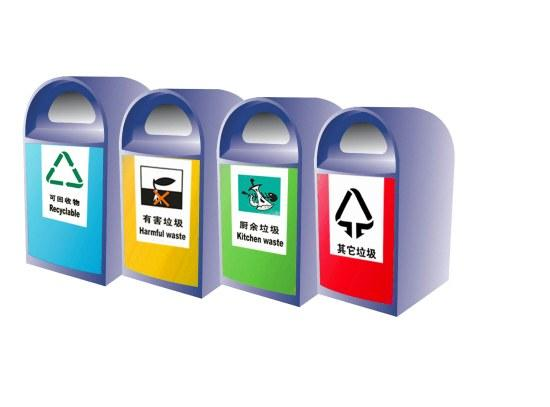 可回收物
Recyclable
有害垃圾
Harmful waste
厨余垃圾
Kitchen waste
其它垃圾